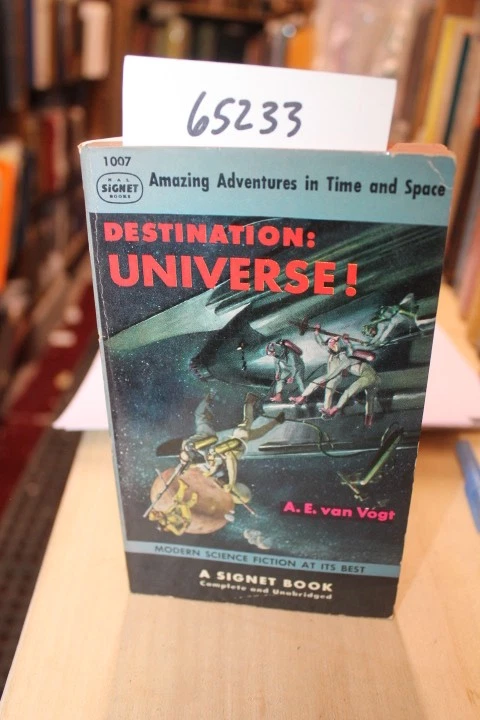 65233
1007
NAL
SIGNET
BOOKS
Amazing Adventures in Time and Space
DESTINATION:
UNIVERSE!
A. E. van Vogt
MODERN SCIENCE FICTION AT ITS BEST
A SIGNET BOOK
Complete and Unabridged